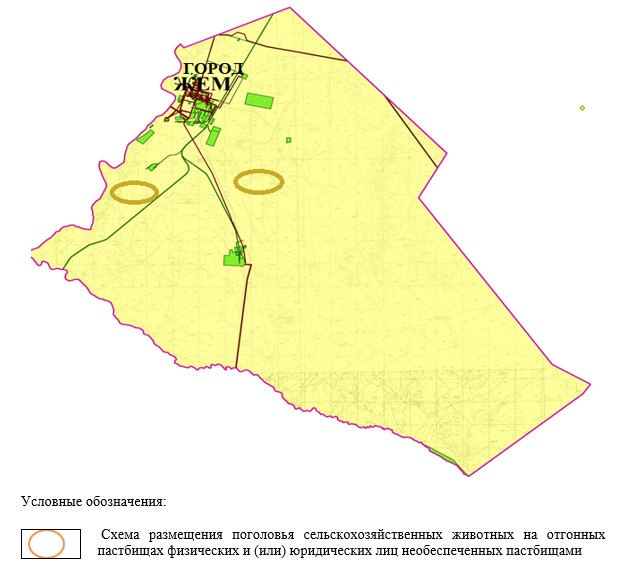 ГОРОД
ЖЕМ
Условные обозначения:
Схема размещения поголовья сельскохозяйственных животных на отгонных
пастбищах физических и (или) юридических лиц необеспеченных пастбищами